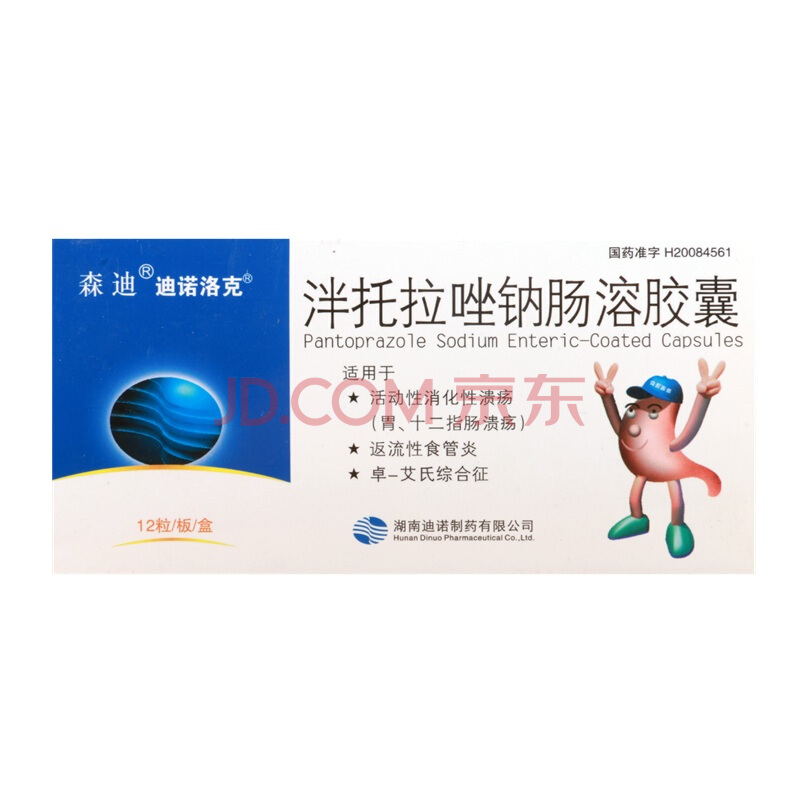 国药准字 H20084561
森迪® 迪诺洛克®
泮托拉唑钠肠溶胶囊
Pantoprazole Sodium Enteric-Coated Capsules
适用于
★ 活动性消化性溃疡
(胃、十二指肠溃疡)
★ 返流性食管炎
★ 卓-艾氏综合征
JD.COM 京东
12粒/板/盒
湖南迪诺制药有限公司
Hunan Dinuo Pharmaceutical Co.,Ltd.